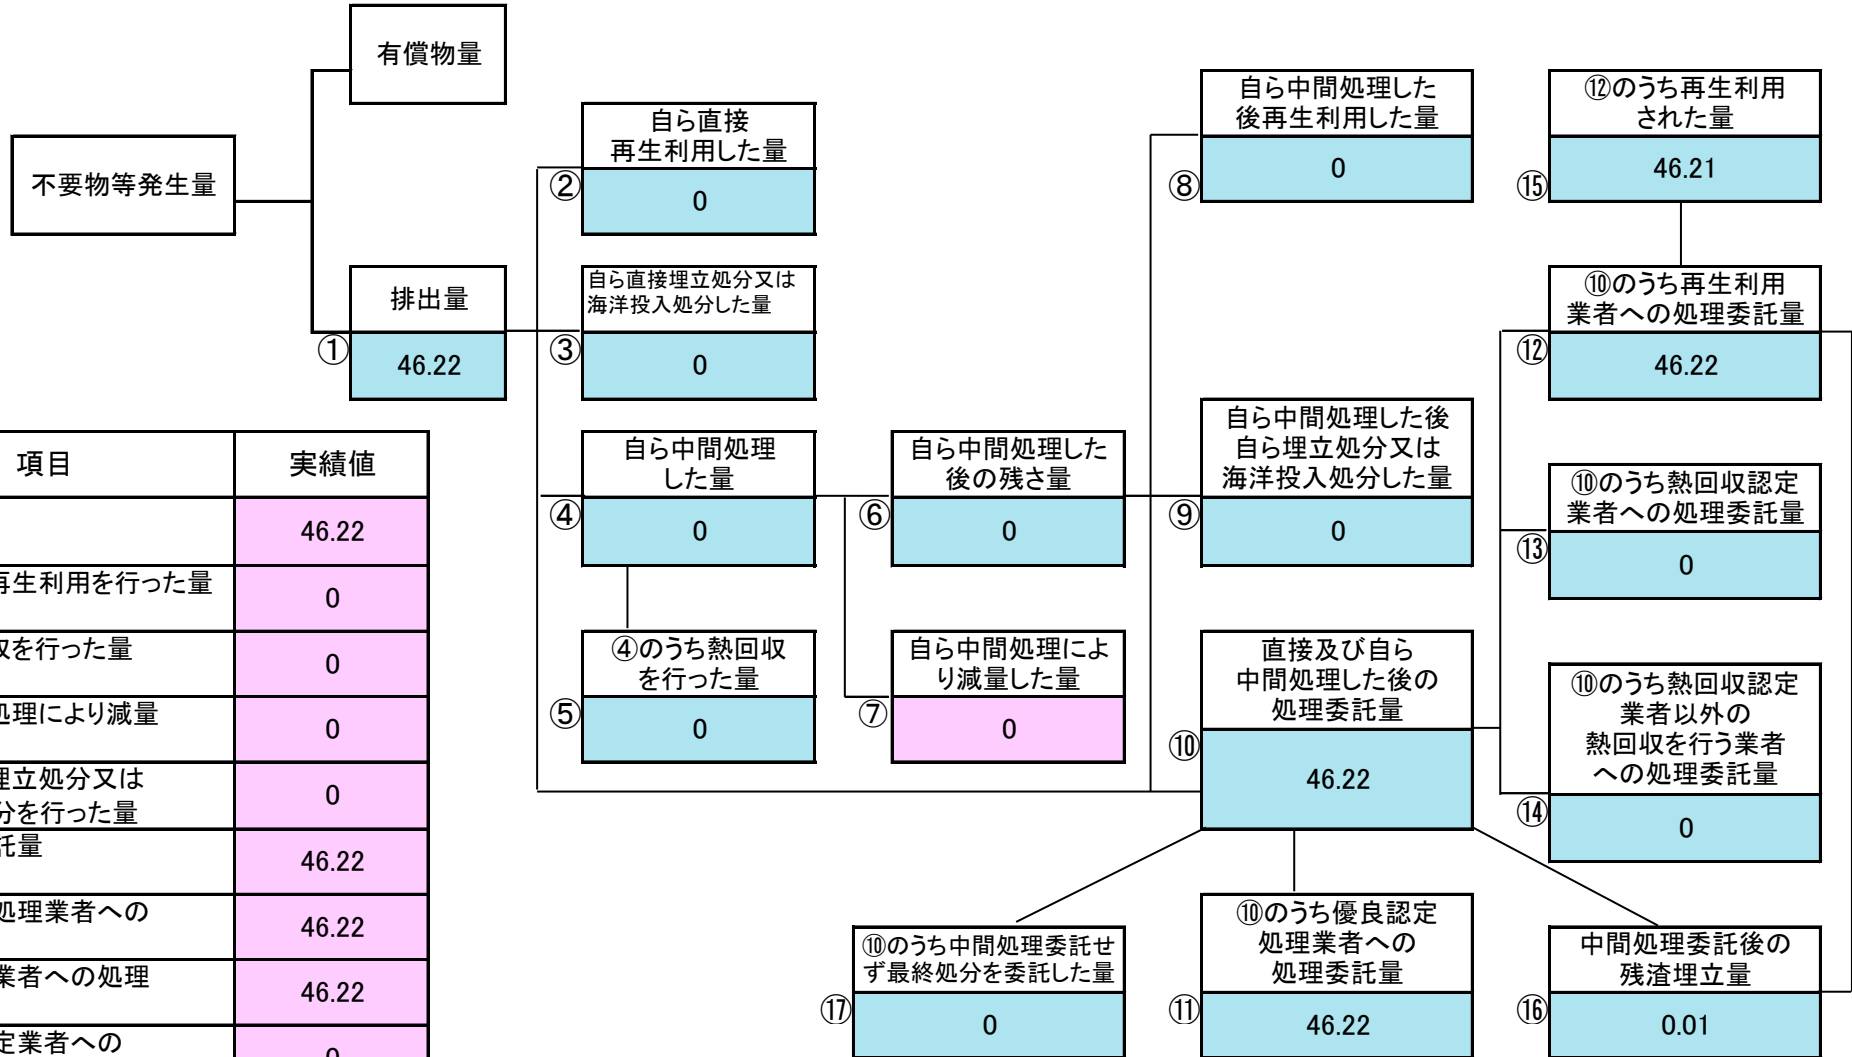 有償物量
不要物等発生量
排出量
①
46.22
自ら直接
再生利用した量
②
0
自ら直接埋立処分又は
海洋投入処分した量
③
0
自ら中間処理
した量
④
0
④のうち熱回収
を行った量
⑤
0
自ら中間処理した
後の残さ量
⑥
0
自ら中間処理によ
り減量した量
⑦
0
自ら中間処理した
後再生利用した量
⑧
0
自ら中間処理した後
自ら埋立処分又は
海洋投入処分した量
⑨
0
直接及び自ら
中間処理した後の
処理委託量
⑩
46.22
⑩のうち優良認定
処理業者への
処理委託量
⑪
46.22
⑫のうち再生利用
された量
⑮
46.21
⑩のうち再生利用
業者への処理委託量
⑫
46.22
⑩のうち熱回収認定
業者への処理委託量
⑬
0
⑩のうち熱回収認定
業者以外の
熱回収を行う業者
への処理委託量
⑭
0
中間処理委託後の
残渣埋立量
⑯
0.01
⑩のうち中間処理委託せ
ず最終処分を委託した量
⑰
0
項目 実績値
46.22
再生利用を行った量 0
を行った量 0
処理により減量 0
埋立処分又は
分を行った量 0
託量 46.22
処理業者への 46.22
業者への処理 46.22
定業者への 0